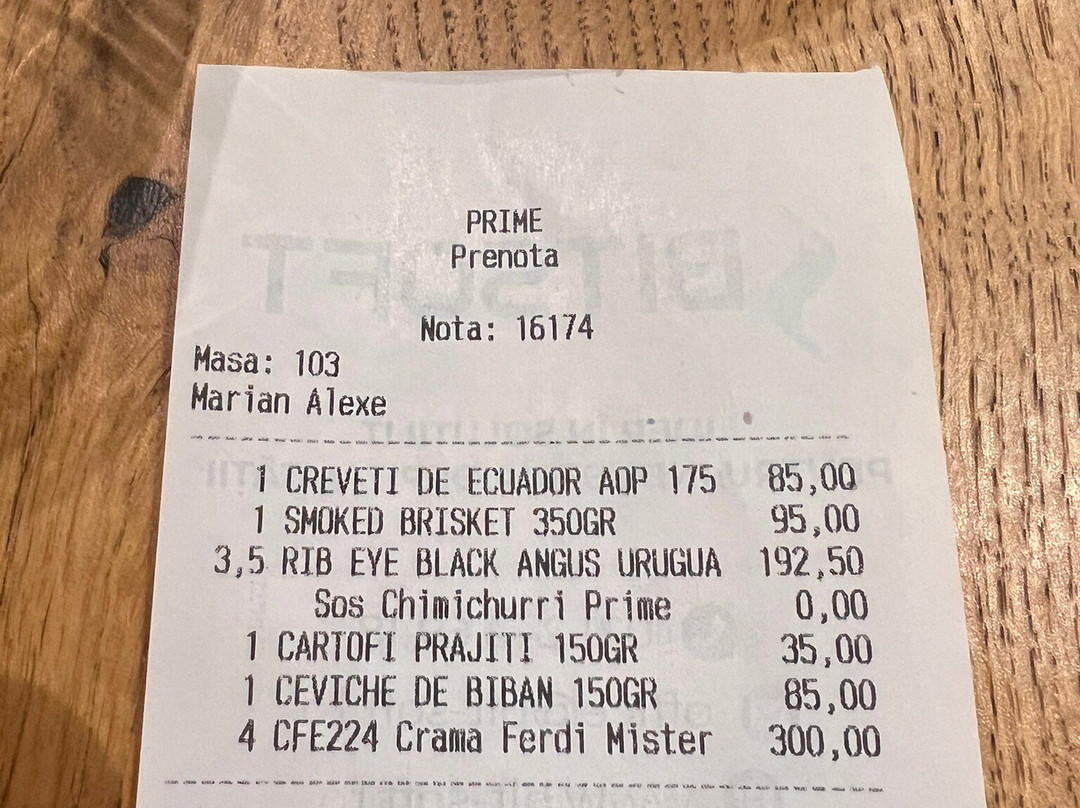 PRIME
Prenota
Nota: 16174
Masa: 103
Marian Alexe
1 CREVETI DE ECUADOR AOP 175 85,00
1 SMOKED BRISKET 350GR 95,00
3,5 RIB EYE BLACK ANGUS URUGUA 192,50
Sos Chimichurri Prime 0,00
1 CARTOFI PRAJITI 150GR 35,00
1 CEVICHE DE BIBAN 150GR 85,00
4 CFE224 Crama Ferdi Mister 300,00